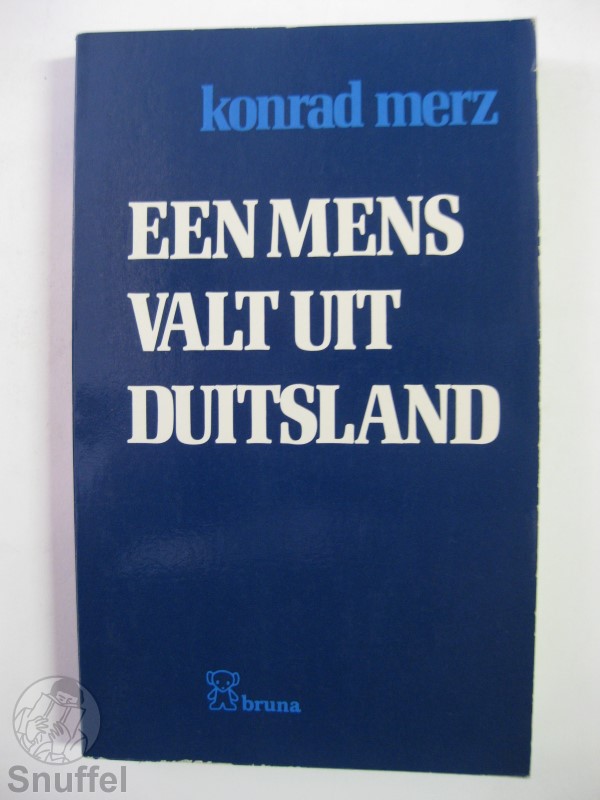 konrad merz
EEN MENS
VALT UIT
DUITSLAND
bruna
Snuffel